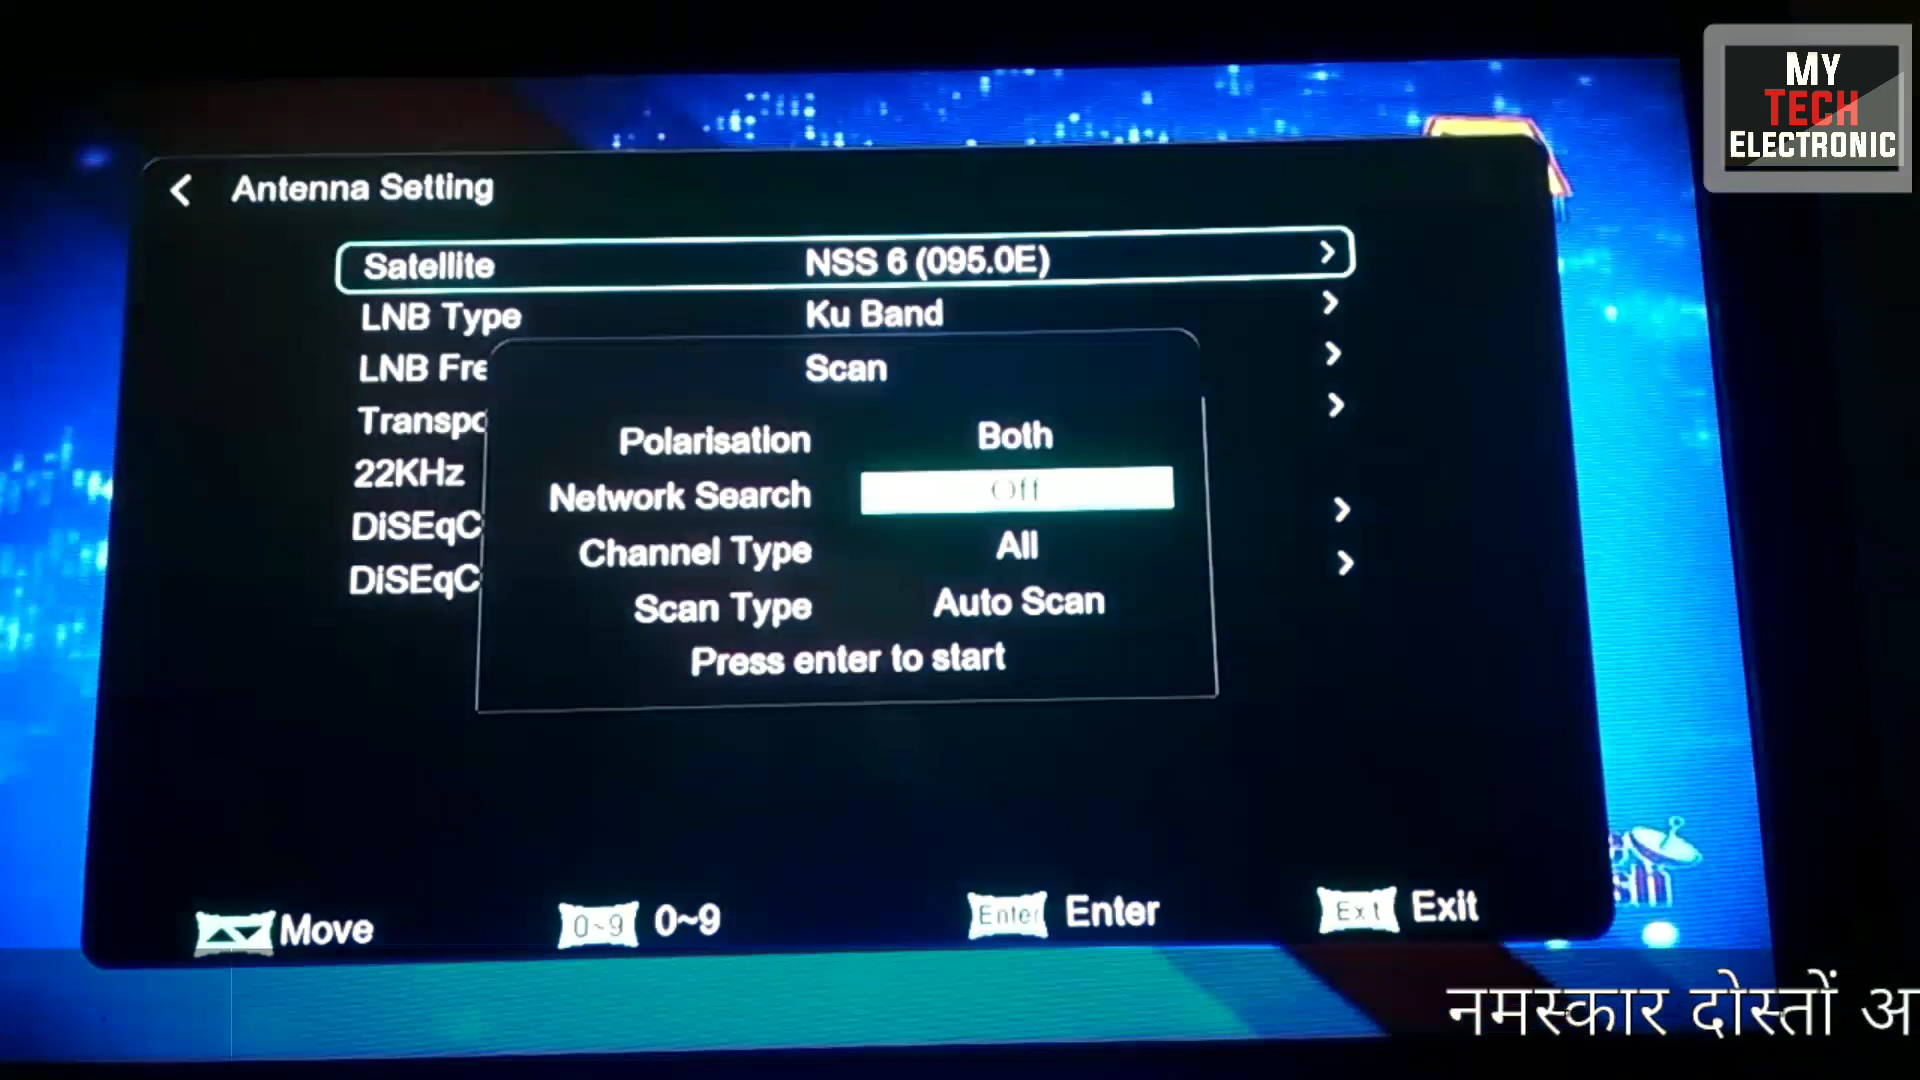 MY
TECH
ELECTRONIC
Antenna Setting
Satellite NSS 6 (095.0E)
LNB Type Ku Band
LNB Fre
Transpo
22KHz
DiSEqC
DiSEqC
Scan
Polarisation Both
Network Search Off
Channel Type All
Scan Type Auto Scan
Press enter to start
Move 0~9 0~9 Enter Enter Exit Exit
नमस्कार दोस्तों अ